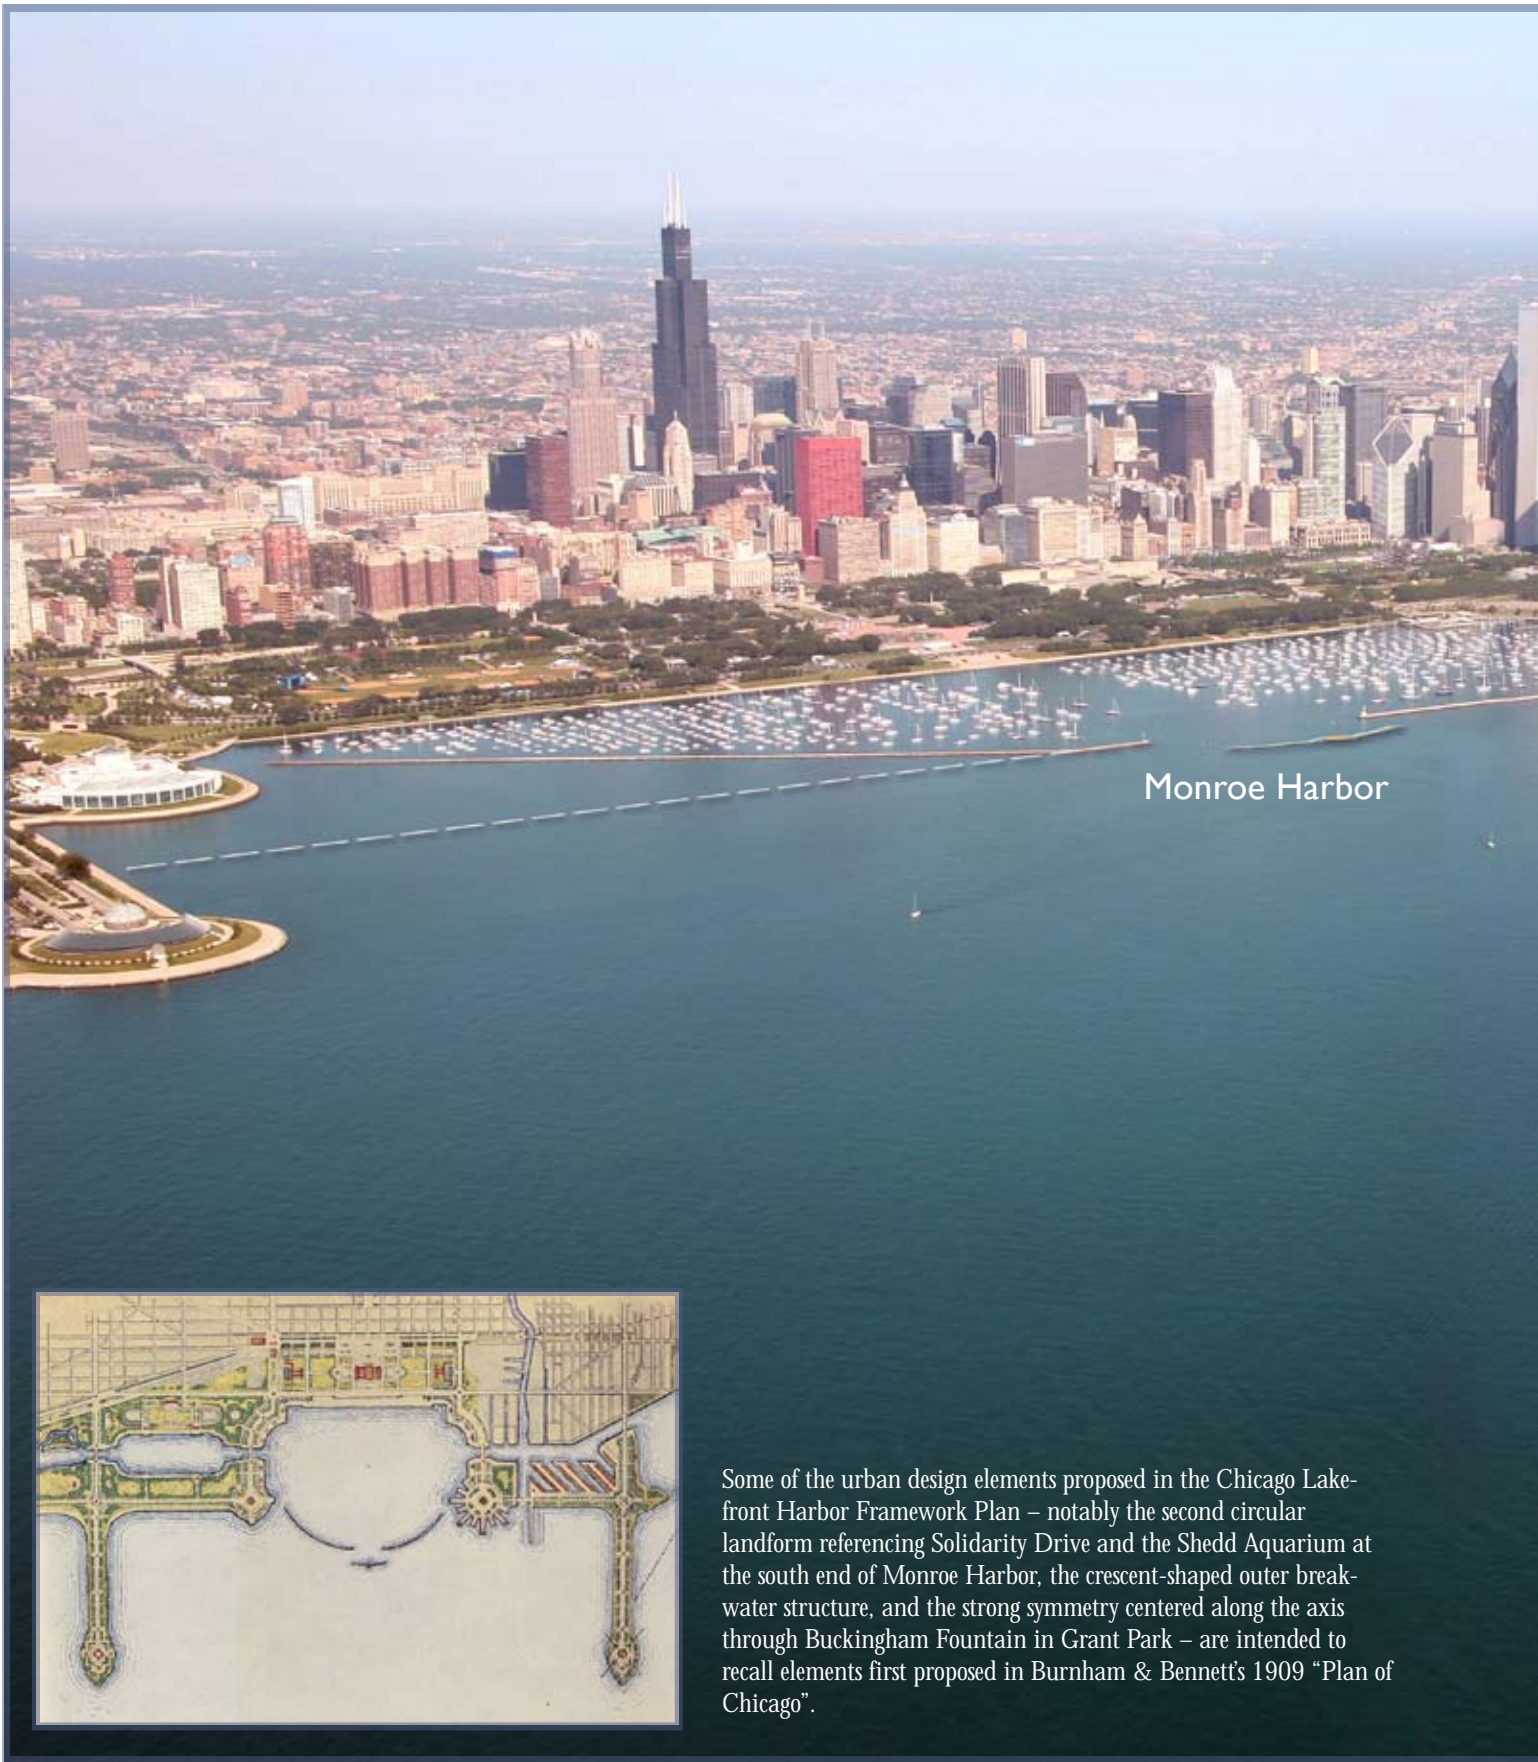 Monroe Harbor
Some of the urban design elements proposed in the Chicago Lake-
front Harbor Framework Plan – notably the second circular
landform referencing Solidarity Drive and the Shedd Aquarium at
the south end of Monroe Harbor, the crescent-shaped outer break-
water structure, and the strong symmetry centered along the axis
through Buckingham Fountain in Grant Park – are intended to
recall elements first proposed in Burnham & Bennett's 1909 “Plan of
Chicago”.